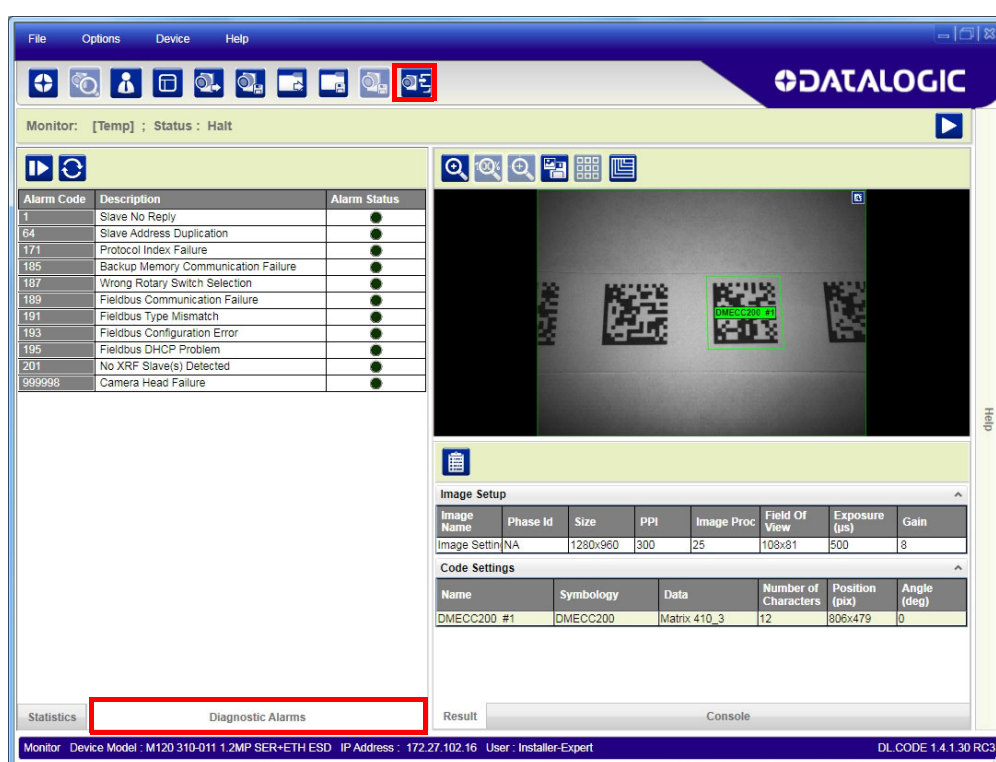 File Options Device Help
DATALOGIC
Monitor: [Temp] ; Status : Halt
100%
Alarm Code Description Alarm Status
1 Slave No Reply
64 Slave Address Duplication
171 Protocol Index Failure
185 Backup Memory Communication Failure
187 Wrong Rotary Switch Selection
189 Fieldbus Communication Failure
191 Fieldbus Type Mismatch
193 Fieldbus Configuration Error
195 Fieldbus DHCP Problem
201 No XRF Slave(s) Detected
999998 Camera Head Failure
DMECC200 #1
Help
Image Setup
Image Name Phase Id Size PPI Image Proc Field Of View Exposure (µs) Gain
Image Settin NA 1280x960 300 25 108x81 500 8
Code Settings
Name Symbology Data Number of Characters Position (pix) Angle (deg)
DMECC200 #1 DMECC200 Matrix 410_3 12 806x479 0
Statistics Diagnostic Alarms Result Console
Monitor Device Model : M120 310-011 1.2MP SER+ETH ESD IP Address : 172.27.102.16 User : Installer-Expert DL.CODE 1.4.1.30 RC3